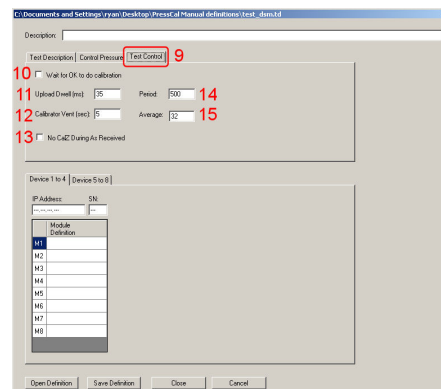 C:\Documents and Settings\ryan\Desktop\PressCal Manual definitions\test_dsm.td
Description:
Test Description Control Pressure Test Control 9
10 Wait for OK to do calibration
11 Upload Dwell (ms): 35 Period: 500 14
12 Calibrator Vent (sec): 5 Average: 32 15
13 No CalZ During As Received
Device 1 to 4 Device 5 to 8
IP Address: SN:
---.---.---.--- ---
Module
Definition
M1
M2
M3
M4
M5
M6
M7
M8
Open Definition Save Definition Close Cancel